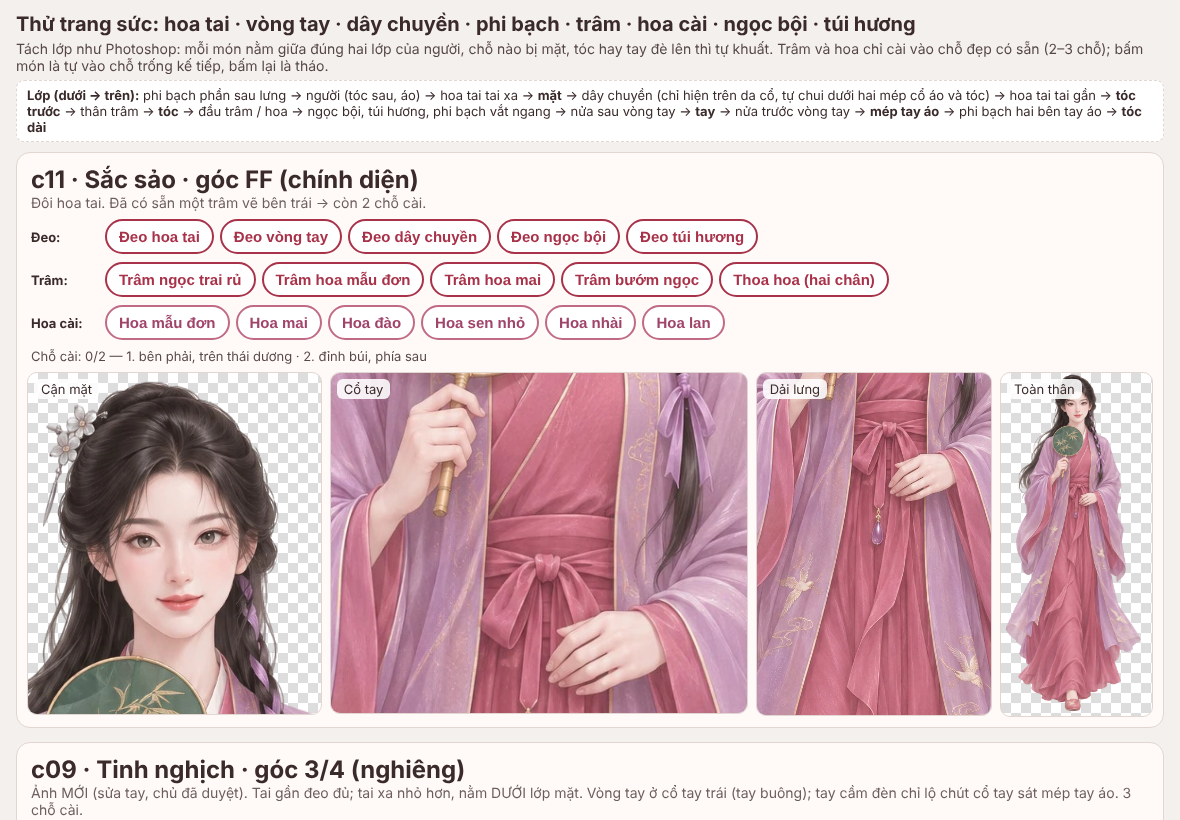 Thử trang sức: hoa tai · vòng tay · dây chuyền · phi bạch · trâm · hoa cài · ngọc bội · túi hương
Tách lớp như Photoshop: mỗi món nằm giữa đúng hai lớp của người, chỗ nào bị mặt, tóc hay tay đè lên thì tự khuất. Trâm và hoa chỉ cài vào chỗ đẹp có sẵn (2–3 chỗ); bấm
món là tự vào chỗ trống kế tiếp, bấm lại là tháo.
Lớp (dưới → trên): phi bạch phần sau lưng → người (tóc sau, áo) → hoa tai tai xa → mặt → dây chuyền (chỉ hiện trên da cổ, tự chui dưới hai mép cổ áo và tóc) → hoa tai tai gần → tóc
trước → thân trâm → tóc → đầu trâm / hoa → ngọc bội, túi hương, phi bạch vắt ngang → nửa sau vòng tay → tay → nửa trước vòng tay → mép tay áo → phi bạch hai bên tay áo → tóc
dài
c11 · Sắc sảo · góc FF (chính diện)
Đôi hoa tai. Đã có sẵn một trâm vẽ bên trái → còn 2 chỗ cài.
Đeo: Đeo hoa tai Đeo vòng tay Đeo dây chuyền Đeo ngọc bội Đeo túi hương
Trâm: Trâm ngọc trai rủ Trâm hoa mẫu đơn Trâm hoa mai Trâm bướm ngọc Thoa hoa (hai chân)
Hoa cài: Hoa mẫu đơn Hoa mai Hoa đào Hoa sen nhỏ Hoa nhài Hoa lan
Chỗ cài: 0/2 — 1. bên phải, trên thái dương · 2. đỉnh búi, phía sau
Cận mặt Cổ tay Dải lưng Toàn thân
c09 · Tinh nghịch · góc 3/4 (nghiêng)
Ảnh MỚI (sửa tay, chủ đã duyệt). Tai gần đeo đủ; tai xa nhỏ hơn, nằm DƯỚI lớp mặt. Vòng tay ở cổ tay trái (tay buông); tay cầm đèn chỉ lộ chút cổ tay sát mép tay áo. 3
chỗ cài.